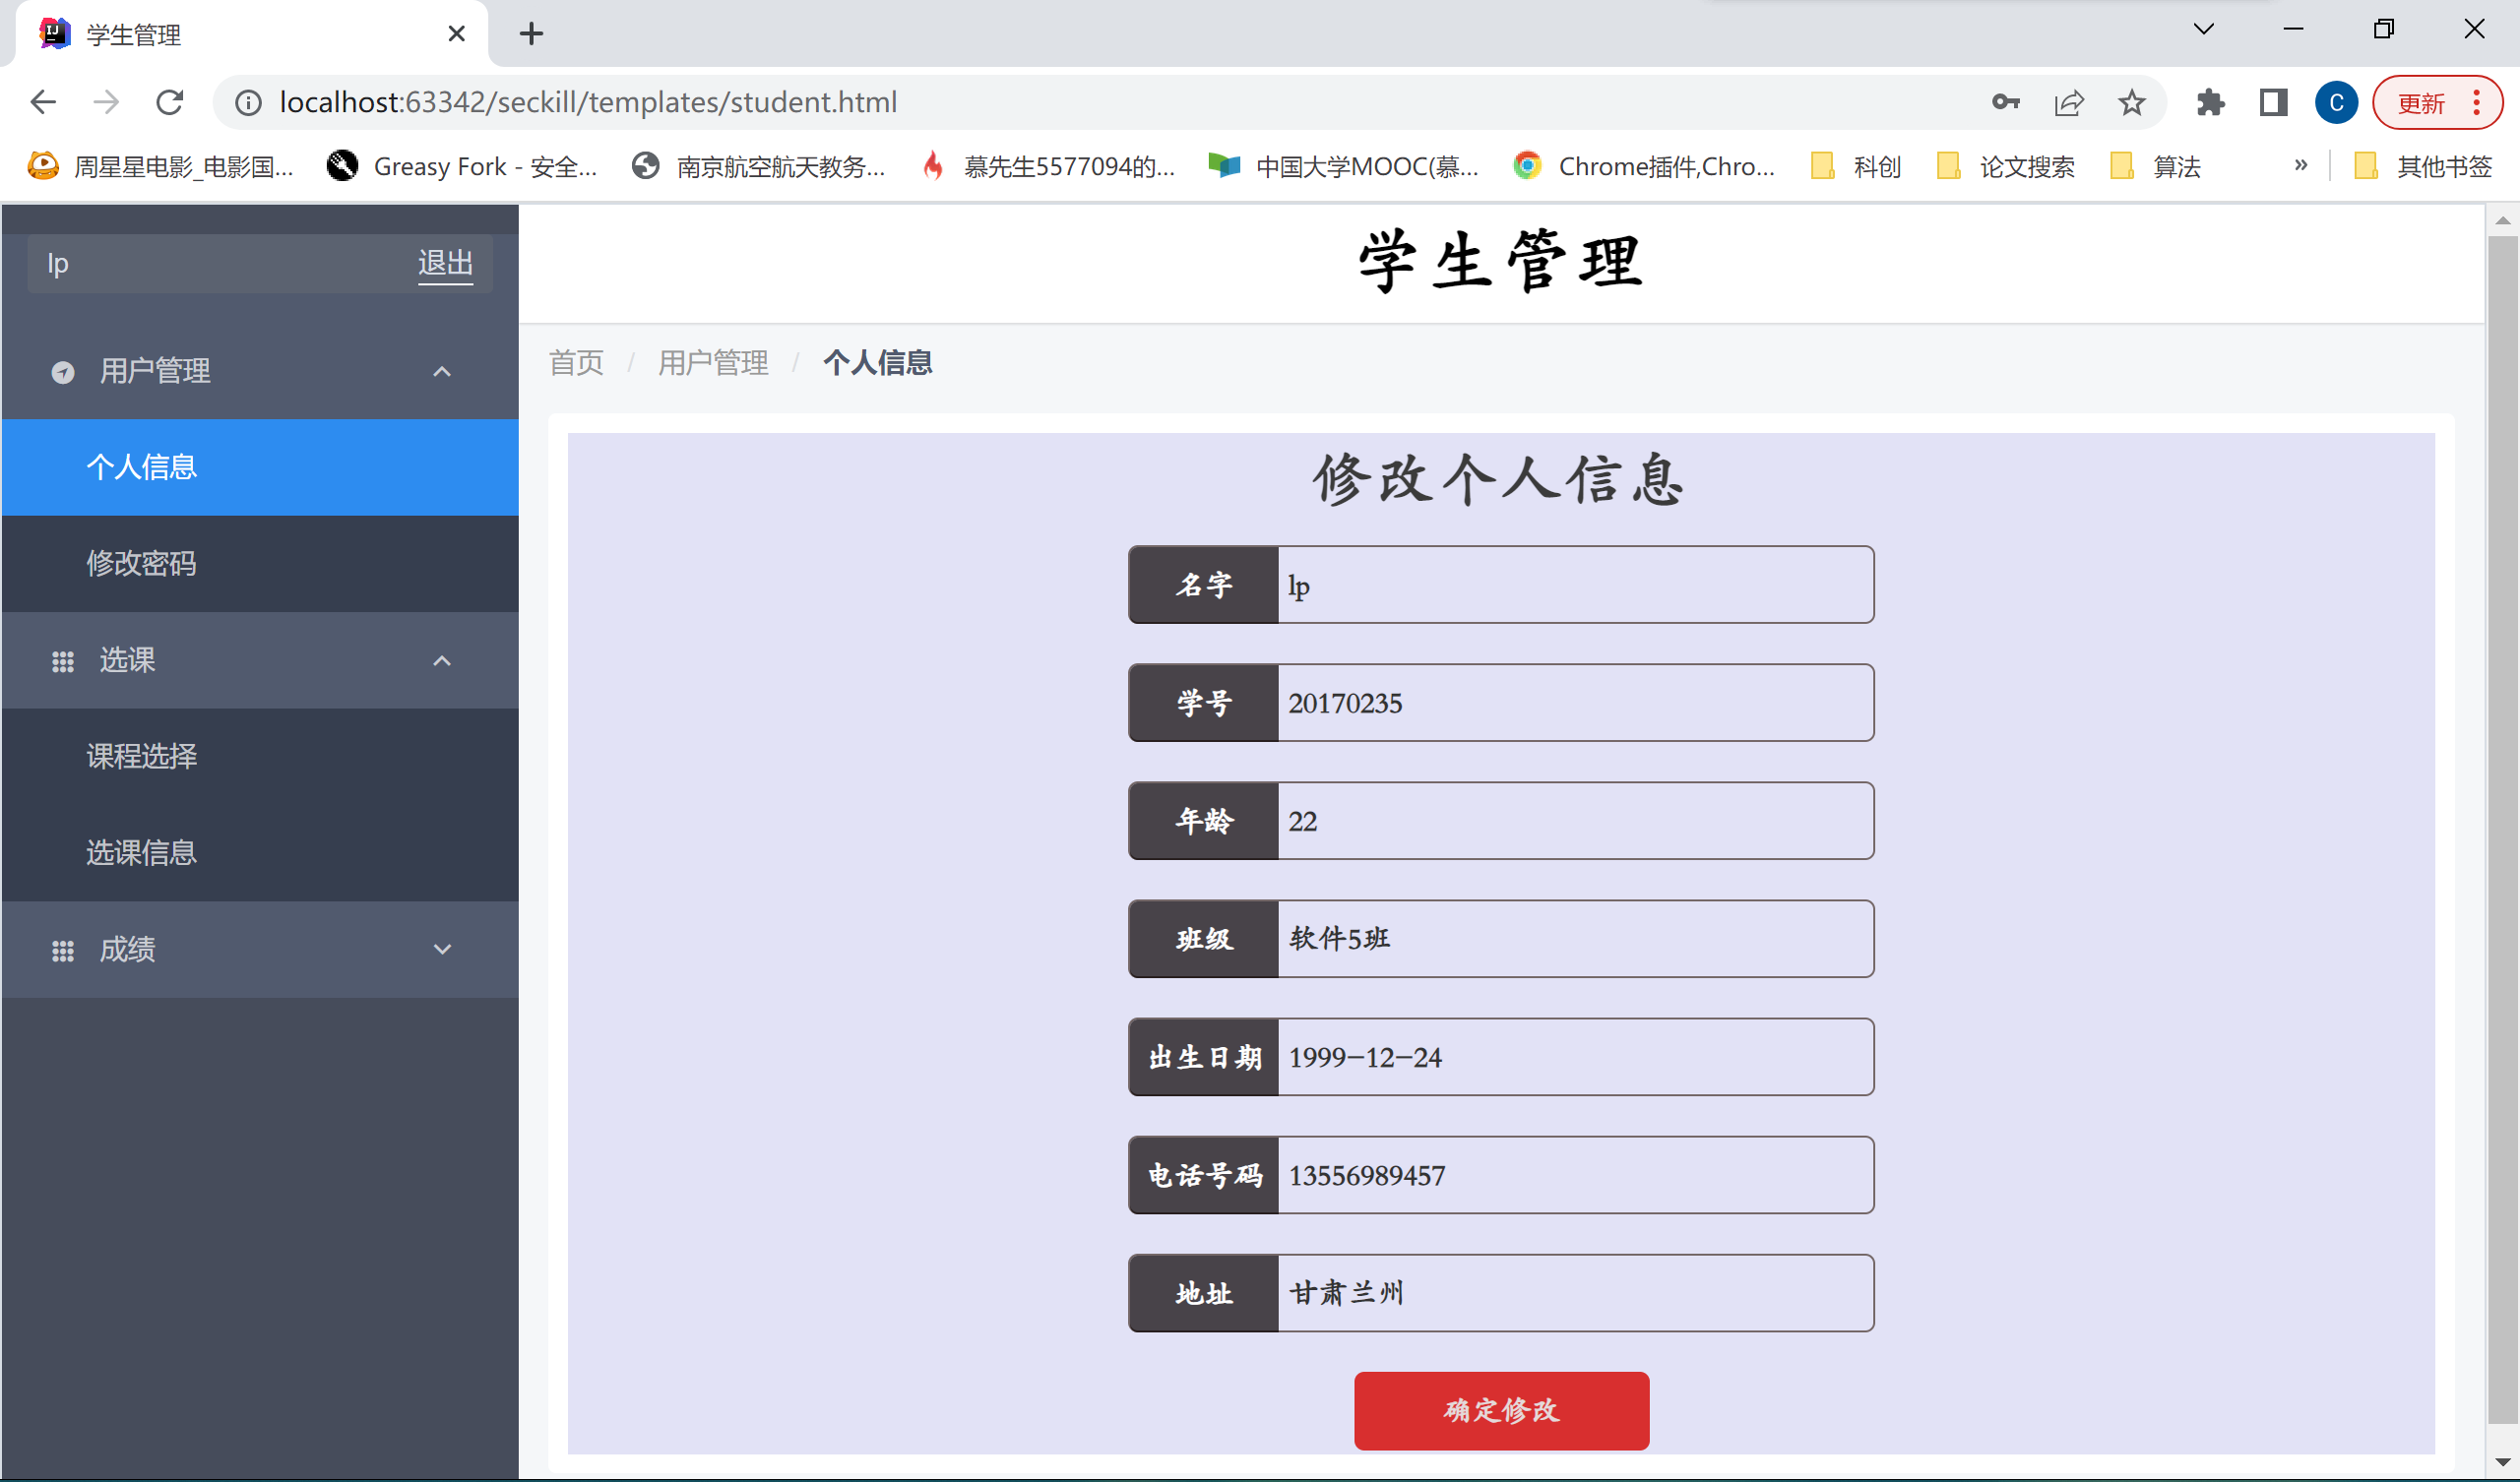 学生管理
localhost:63342/seckill/templates/student.html
C
更新
周星星电影_电影国...
Greasy Fork - 安全...
南京航空航天教务...
慕先生5577094的...
中国大学MOOC(慕...
Chrome插件,Chro...
科创
论文搜索
算法
»
其他书签
lp
退出
学生管理
用户管理
首页 / 用户管理 / 个人信息
个人信息
修改密码
选课
课程选择
选课信息
成绩
修改个人信息
名字 lp
学号 20170235
年龄 22
班级 软件5班
出生日期 1999-12-24
电话号码 13556989457
地址 甘肃兰州
确定修改